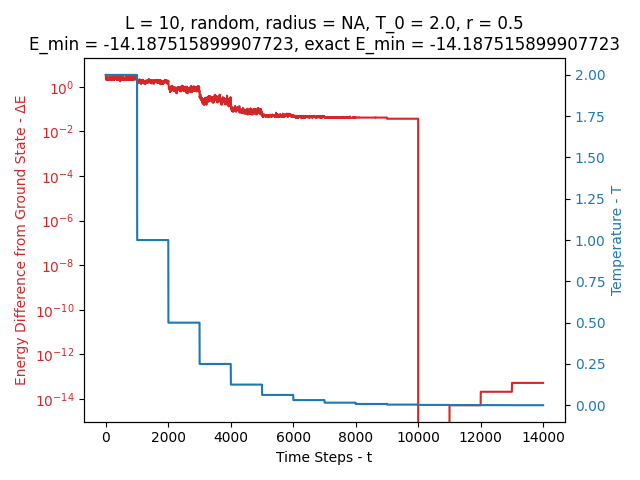 L = 10, random, radius = NA, T_0 = 2.0, r = 0.5
E_min = -14.187515899907723, exact E_min = -14.187515899907723
Energy Difference from Ground State - ΔE
10⁰
10⁻²
10⁻⁴
10⁻⁶
10⁻⁸
10⁻¹⁰
10⁻¹²
10⁻¹⁴
2.00
1.75
1.50
1.25
1.00
0.75
0.50
0.25
0.00
Temperature - T
0 2000 4000 6000 8000 10000 12000 14000
Time Steps - t